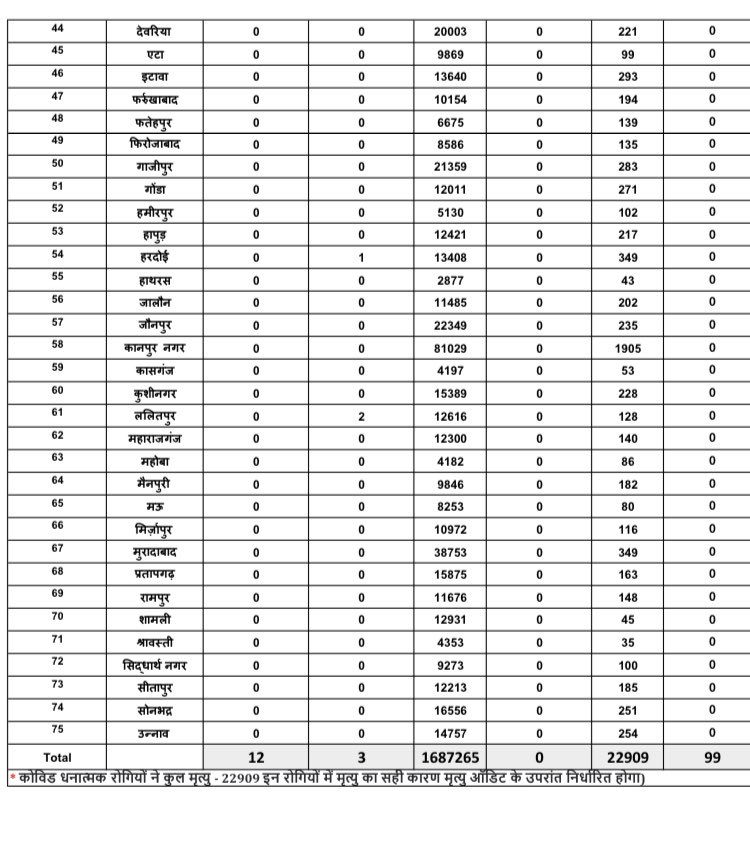 44 देवरिया 0 0 20003 0 221 0
45 एटा 0 0 9869 0 99 0
46 इटावा 0 0 13640 0 293 0
47 फर्रुखाबाद 0 0 10154 0 194 0
48 फतेहपुर 0 0 6675 0 139 0
49 फिरोजाबाद 0 0 8586 0 135 0
50 गाजीपुर 0 0 21359 0 283 0
51 गोंडा 0 0 12011 0 271 0
52 हमीरपुर 0 0 5130 0 102 0
53 हापुड़ 0 0 12421 0 217 0
54 हरदोई 0 1 13408 0 349 0
55 हाथरस 0 0 2877 0 43 0
56 जालौन 0 0 11485 0 202 0
57 जौनपुर 0 0 22349 0 235 0
58 कानपुर नगर 0 0 81029 0 1905 0
59 कासगंज 0 0 4197 0 53 0
60 कुशीनगर 0 0 15389 0 228 0
61 ललितपुर 0 2 12616 0 128 0
62 महाराजगंज 0 0 12300 0 140 0
63 महोबा 0 0 4182 0 86 0
64 मैनपुरी 0 0 9846 0 182 0
65 मऊ 0 0 8253 0 80 0
66 मिर्ज़ापुर 0 0 10972 0 116 0
67 मुरादाबाद 0 0 38753 0 349 0
68 प्रतापगढ़ 0 0 15875 0 163 0
69 रामपुर 0 0 11676 0 148 0
70 शामली 0 0 12931 0 45 0
71 श्रावस्ती 0 0 4353 0 35 0
72 सिद्धार्थ नगर 0 0 9273 0 100 0
73 सीतापुर 0 0 12213 0 185 0
74 सोनभद्र 0 0 16556 0 251 0
75 उन्नाव 0 0 14757 0 254 0
Total 12 3 1687265 0 22909 99
* कोविड धनात्मक रोगियों ने कुल मृत्यु - 22909 इन रोगियों में मृत्यु का सही कारण मृत्यु ऑडिट के उपरांत निर्धारित होगा)